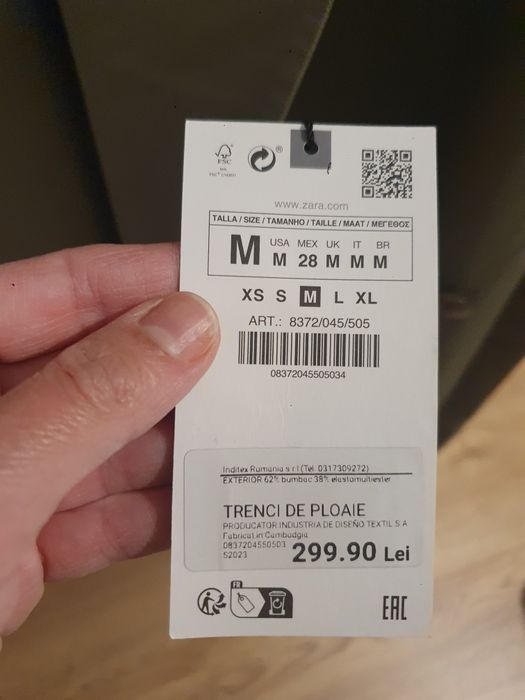 FSC
www.zara.com
TALLA / SIZE / TAMANHO / TAILLE / MAAT / ΜΕΓΕΘΟΣ
M USA MEX UK IT BR
M 28 M M M
XS S M L XL
ART.: 8372/045/505
08372045505034
Inditex Romania s r l (Tel. 0317309272)
EXTERIOR 62% bumbac 38% elastomultiester
TRENCI DE PLOAIE
PRODUCATOR INDUSTRIA DE DISEÑO TEXTIL S A
Fabricat in Cambodgia
0837204550503
S2023 299.90 Lei
FR
EAC